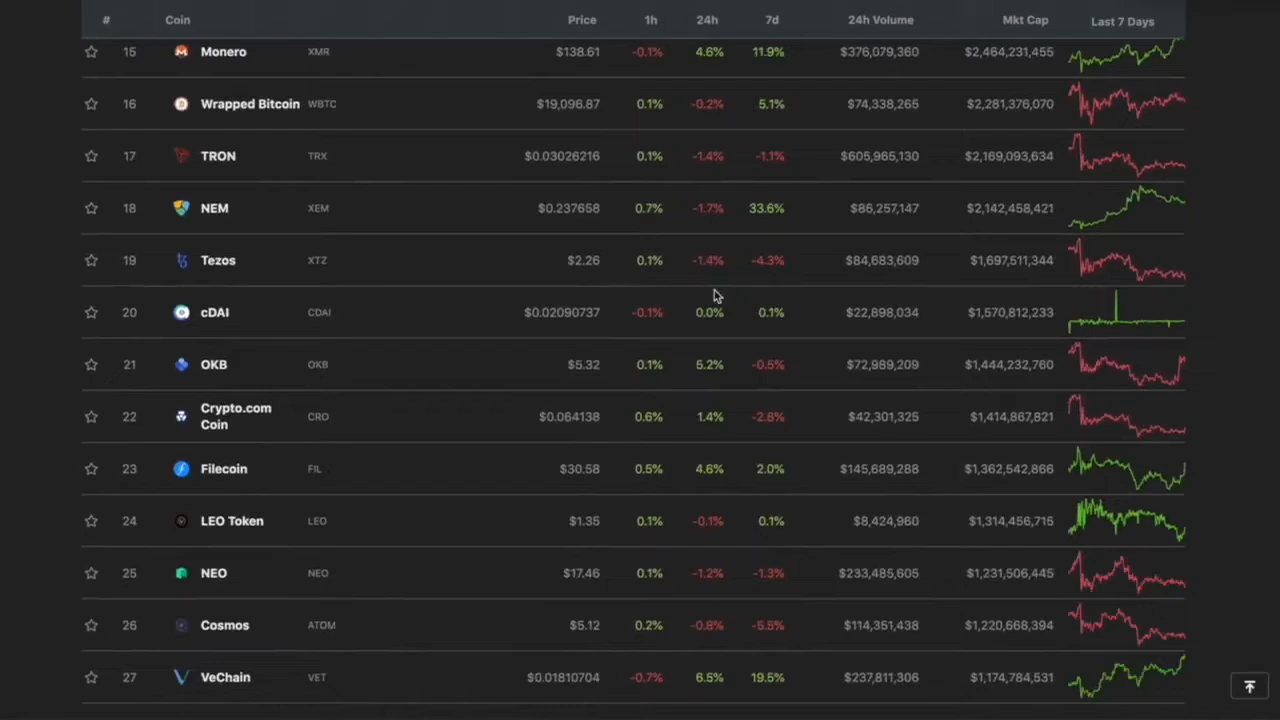 # Coin Price 1h 24h 7d 24h Volume Mkt Cap Last 7 Days
15 Monero XMR $138.61 -0.1% 4.6% 11.9% $376,079,360 $2,464,231,455
16 Wrapped Bitcoin WBTC $19,096.87 0.1% -0.2% 5.1% $74,338,265 $2,281,376,070
17 TRON TRX $0.03026216 0.1% -1.4% -1.1% $605,965,130 $2,169,093,634
18 NEM XEM $0.237658 0.7% -1.7% 33.6% $86,257,147 $2,142,458,421
19 Tezos XTZ $2.26 0.1% -1.4% -4.3% $84,683,609 $1,697,511,344
20 cDAI CDAI $0.02090737 -0.1% 0.0% 0.1% $22,898,034 $1,570,812,233
21 OKB OKB $5.32 0.1% 5.2% -0.5% $72,989,209 $1,444,232,760
22 Crypto.com Coin CRO $0.064138 0.6% 1.4% -2.8% $42,301,325 $1,414,867,821
23 Filecoin FIL $30.58 0.5% 4.6% 2.0% $145,689,288 $1,362,542,866
24 LEO Token LEO $1.35 0.1% -0.1% 0.1% $8,424,960 $1,314,456,715
25 NEO NEO $17.46 0.1% -1.2% -1.3% $233,485,605 $1,231,506,445
26 Cosmos ATOM $5.12 0.2% -0.8% -5.5% $114,351,438 $1,220,668,394
27 VeChain VET $0.01810704 -0.7% 6.5% 19.5% $237,811,306 $1,174,784,531